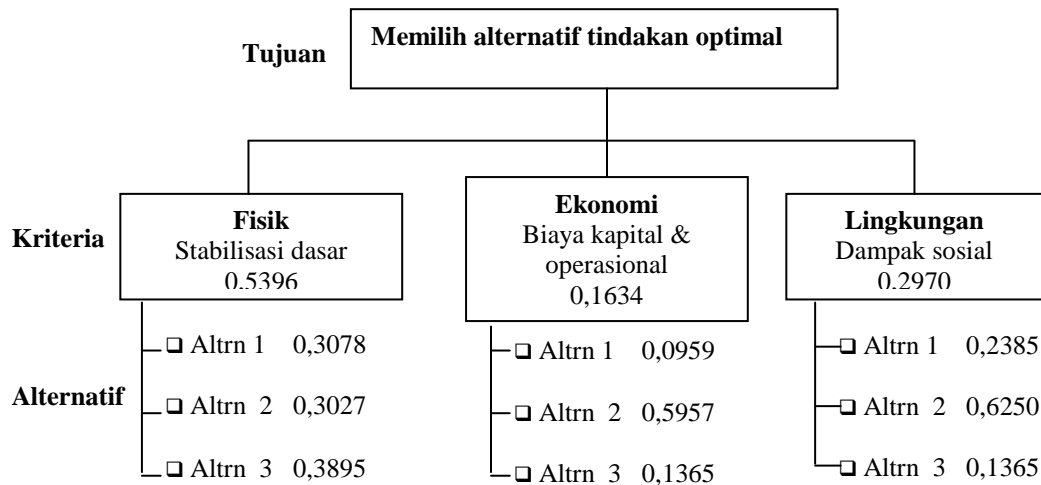 Tujuan
Memilih alternatif tindakan optimal
Kriteria
Fisik
Stabilisasi dasar
0.5396
Ekonomi
Biaya kapital &
operasional
0,1634
Lingkungan
Dampak sosial
0.2970
Alternatif
❑ Altrn 1 0,3078
❑ Altrn 2 0,3027
❑ Altrn 3 0,3895
❑ Altrn 1 0,0959
❑ Altrn 2 0,5957
❑ Altrn 3 0,1365
❑ Altrn 1 0,2385
❑ Altrn 2 0,6250
❑ Altrn 3 0,1365